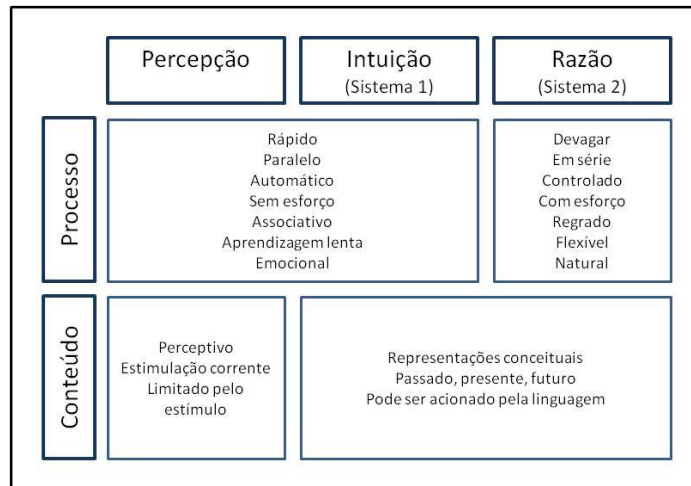 Percepção
Intuição
(Sistema 1)
Razão
(Sistema 2)
Processo
Rápido
Paralelo
Automático
Sem esforço
Associativo
Aprendizagem lenta
Emocional
Devagar
Em série
Controlado
Com esforço
Regrado
Flexível
Natural
Conteúdo
Perceptivo
Estimulação corrente
Limitado pelo
estímulo
Representações conceituais
Passado, presente, futuro
Pode ser acionado pela linguagem